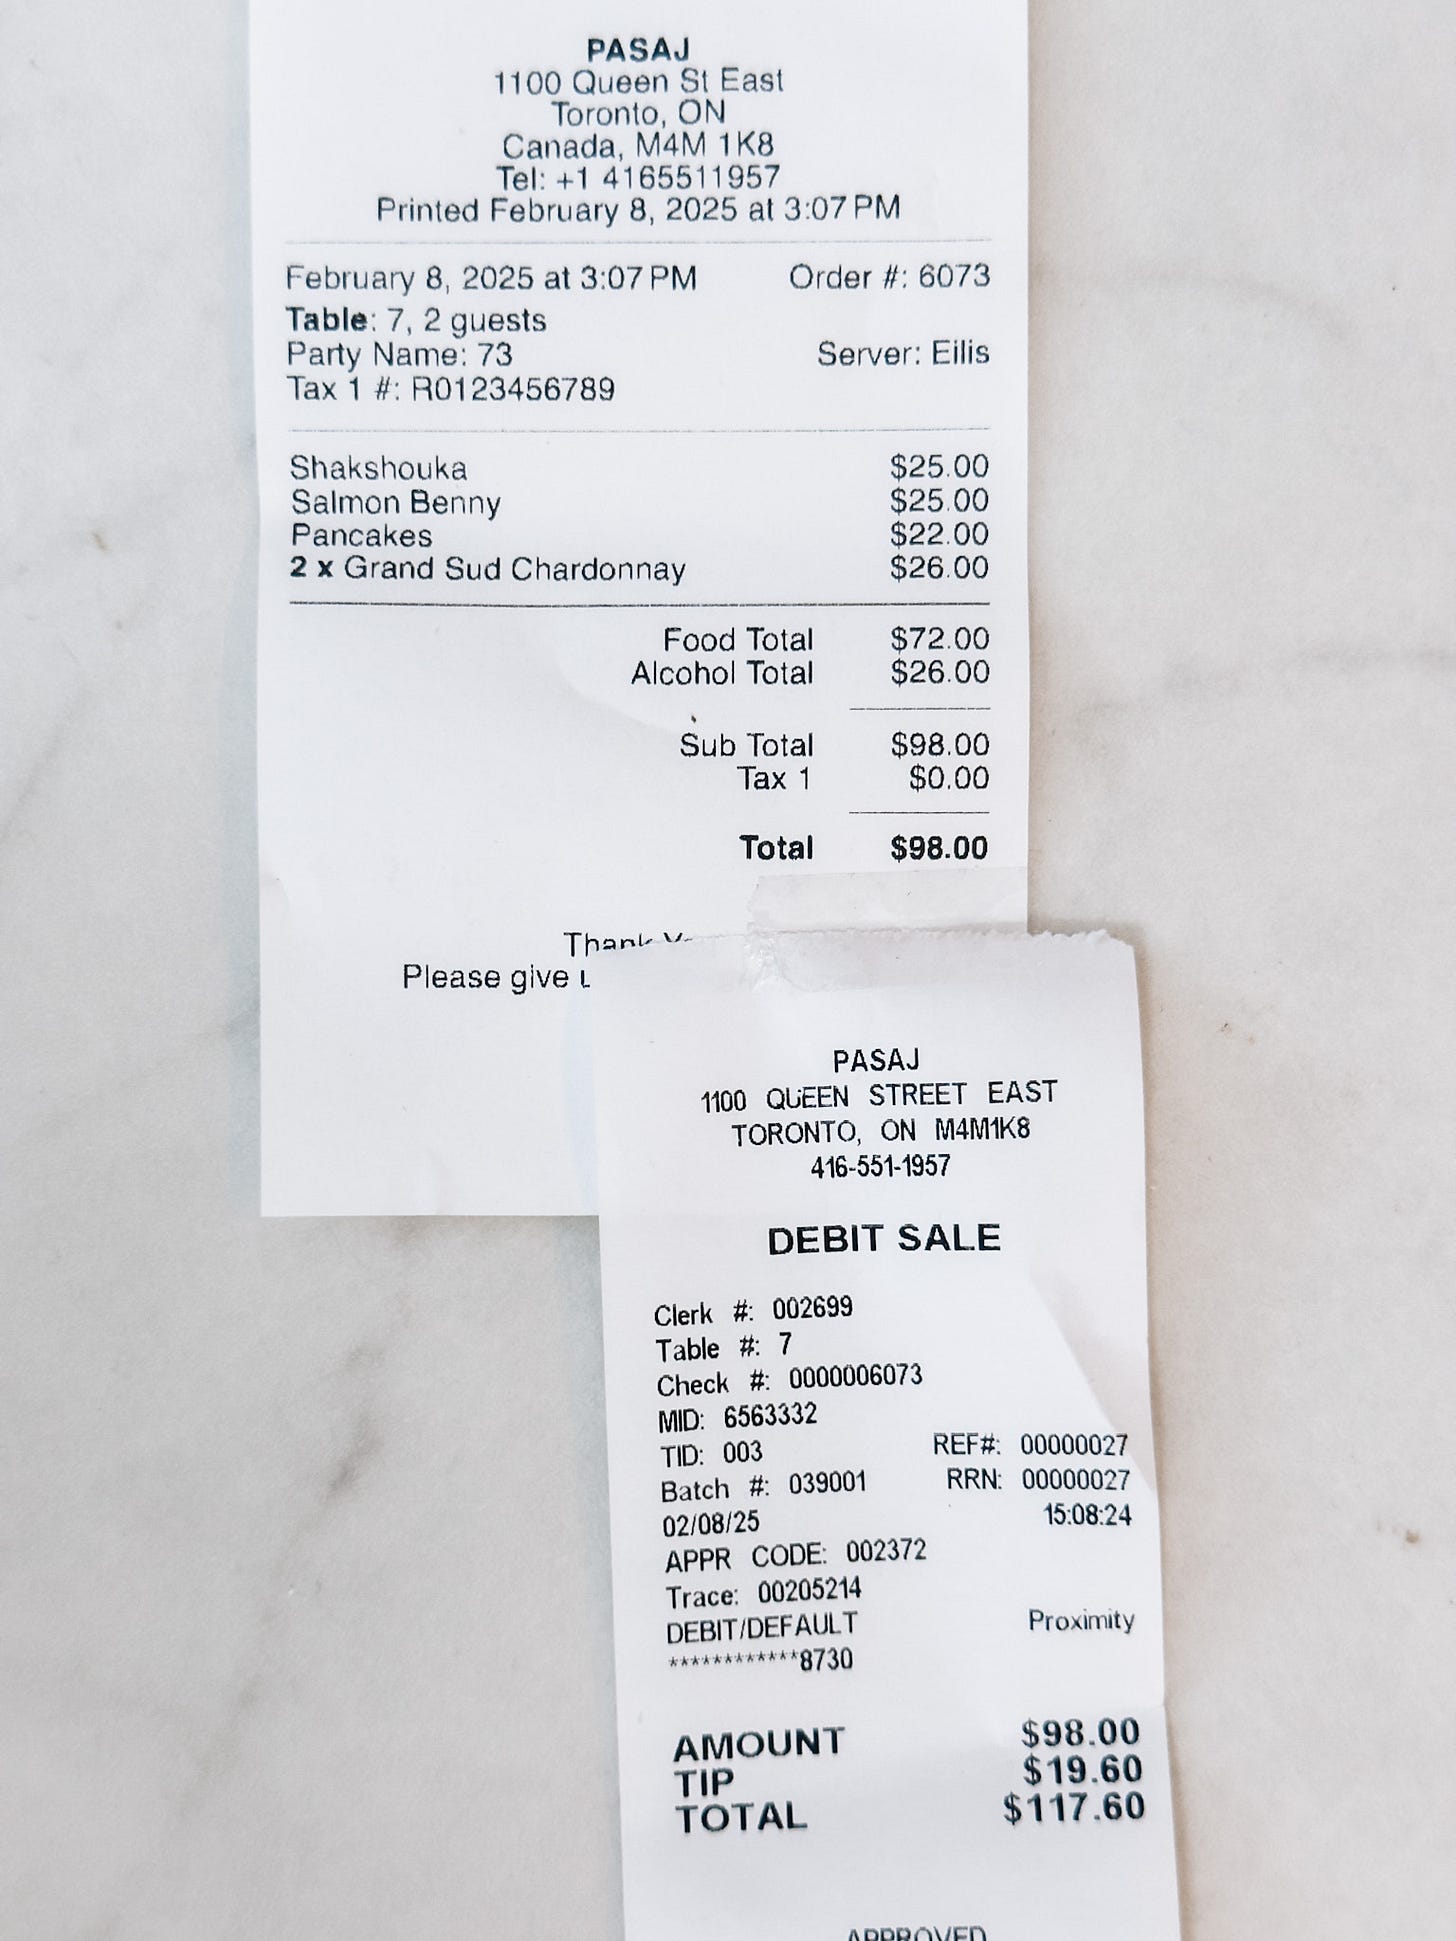 PASAJ
1100 Queen St East
Toronto, ON
Canada, M4M 1K8
Tel: +1 4165511957
Printed February 8, 2025 at 3:07 PM
February 8, 2025 at 3:07 PM Order #: 6073
Table: 7, 2 guests
Party Name: 73 Server: Eilis
Tax 1 #: R0123456789
Shakshouka $25.00
Salmon Benny $25.00
Pancakes $22.00
2 x Grand Sud Chardonnay $26.00
Food Total $72.00
Alcohol Total $26.00
Sub Total $98.00
Tax 1 $0.00
Total $98.00
Thank
Please give
PASAJ
1100 QUEEN STREET EAST
TORONTO, ON M4M1K8
416-551-1957
DEBIT SALE
Clerk #: 002699
Table #: 7
Check #: 0000006073
MID: 6563332
TID: 003 REF#: 00000027
Batch #: 039001 RRN: 00000027
02/08/25 15:08:24
APPR CODE: 002372
Trace: 00205214
DEBIT/DEFAULT Proximity
************8730
AMOUNT $98.00
TIP $19.60
TOTAL $117.60
APPROVED